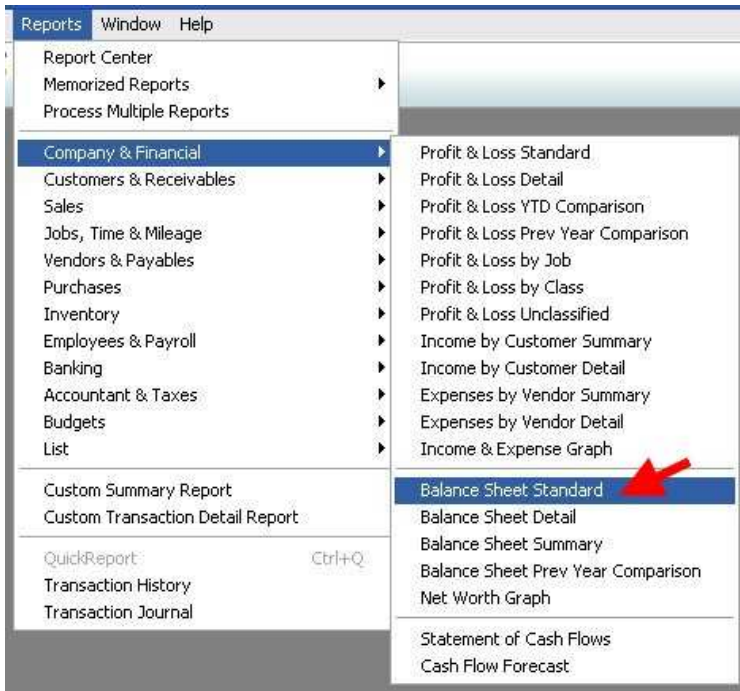 Reports Window Help
Report Center
Memorized Reports
Process Multiple Reports
Company & Financial
Customers & Receivables
Sales
Jobs, Time & Mileage
Vendors & Payables
Purchases
Inventory
Employees & Payroll
Banking
Accountant & Taxes
Budgets
List
Custom Summary Report
Custom Transaction Detail Report
QuickReport Ctrl+Q
Transaction History
Transaction Journal
Profit & Loss Standard
Profit & Loss Detail
Profit & Loss YTD Comparison
Profit & Loss Prev Year Comparison
Profit & Loss by Job
Profit & Loss by Class
Profit & Loss Unclassified
Income by Customer Summary
Income by Customer Detail
Expenses by Vendor Summary
Expenses by Vendor Detail
Income & Expense Graph
Balance Sheet Standard
Balance Sheet Detail
Balance Sheet Summary
Balance Sheet Prev Year Comparison
Net Worth Graph
Statement of Cash Flows
Cash Flow Forecast